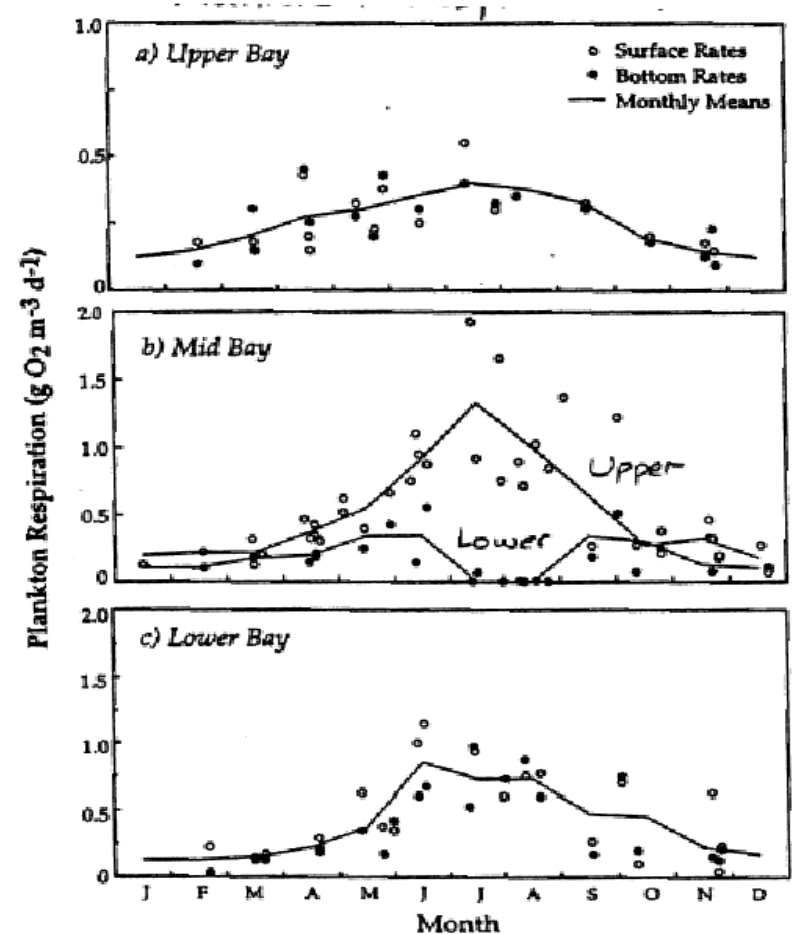 1.0
a) Upper Bay
Surface Rates
Bottom Rates
Monthly Means
0.5
0
Plankton Respiration (g O2 m-3 d-1)
2.0
b) Mid Bay
1.5
1.0
Upper
0.5
Lower
0
2.0
c) Lower Bay
1.5
1.0
0.5
0
J F M A M J J A S O N D
Month